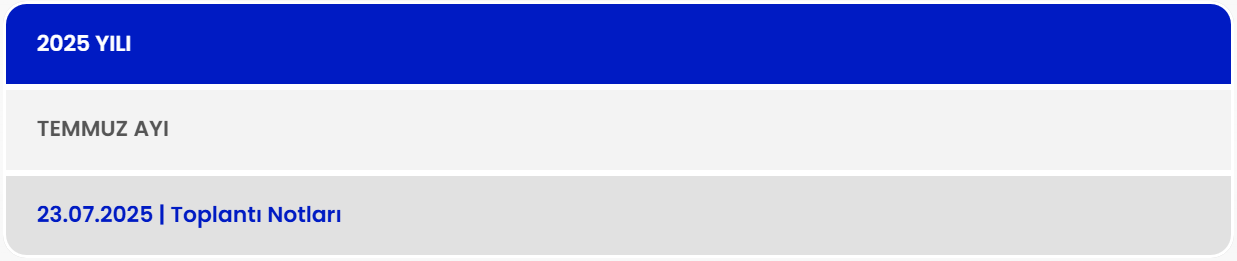 2025 YILI
TEMMUZ AYI
23.07.2025 | Toplantı Notları